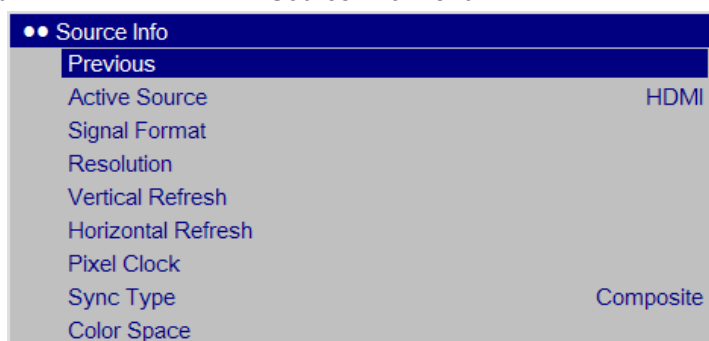 •• Source Info
Previous
Active Source HDMI
Signal Format
Resolution
Vertical Refresh
Horizontal Refresh
Pixel Clock
Sync Type Composite
Color Space